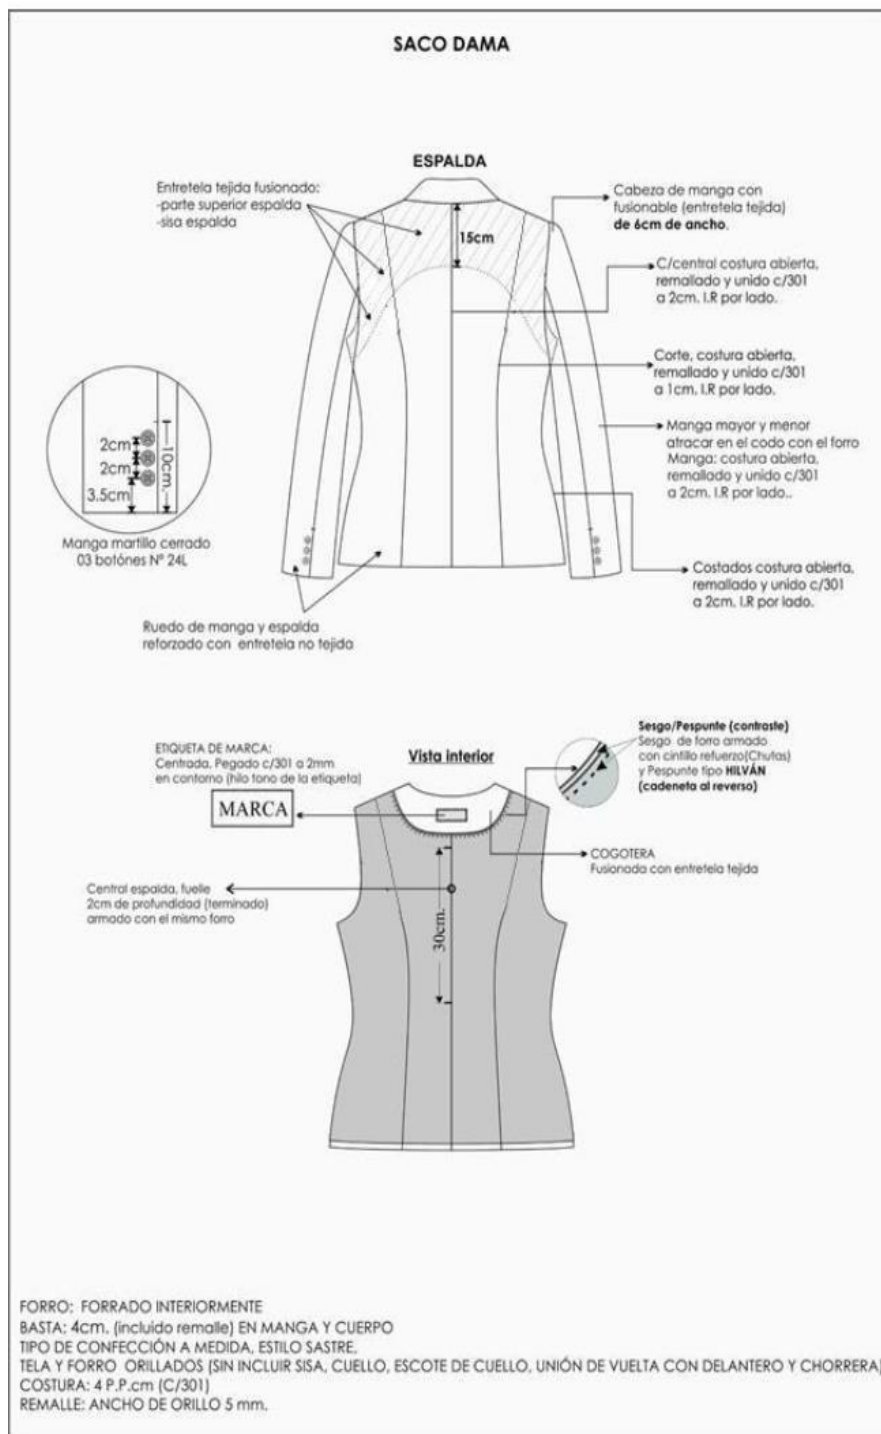 SACO DAMA
ESPALDA
Entretela tejida fusionado:
-parte superior espalda
-sisa espalda
15cm
Cabeza de manga con
fusionable (entretela tejida)
de 6cm de ancho.
C/central costura abierta,
remallado y unido c/301
a 2cm. I.R por lado.
Corte, costura abierta,
remallado y unido c/301
a 1cm. I.R por lado.
Manga mayor y menor
atracar en el codo con el forro
Manga: costura abierta,
remallado y unido c/301
a 2cm. I.R por lado..
Costados costura abierta,
remallado y unido c/301
a 2cm. I.R por lado.
2cm
2cm
3.5cm
10cm.
Manga martillo cerrado
03 botónes Nº 24L
Ruedo de manga y espalda
reforzado con entretela no tejida
ETIQUETA DE MARCA:
Centrada, Pegado c/301 a 2mm
en contorno (hilo tono de la etiqueta)
MARCA
Vista interior
Sesgo/Pespunte (contraste)
Sesgo de forro armado
con cintillo refuerzo(Chutas)
y Pespunte tipo HILVÁN
(cadeneta al reverso)
COGOTERA
Fusionada con entretela tejida
Central espalda, fuelle
2cm de profundidad (terminado)
armado con el mismo forro
30cm.
FORRO: FORRADO INTERIORMENTE
BASTA: 4cm. (incluido remalle) EN MANGA Y CUERPO
TIPO DE CONFECCIÓN A MEDIDA, ESTILO SASTRE,
TELA Y FORRO ORILLADOS (SIN INCLUIR SISA, CUELLO, ESCOTE DE CUELLO, UNIÓN DE VUELTA CON DELANTERO Y CHORRERA)
COSTURA: 4 P.P.cm (C/301)
REMALLE: ANCHO DE ORILLO 5 mm.